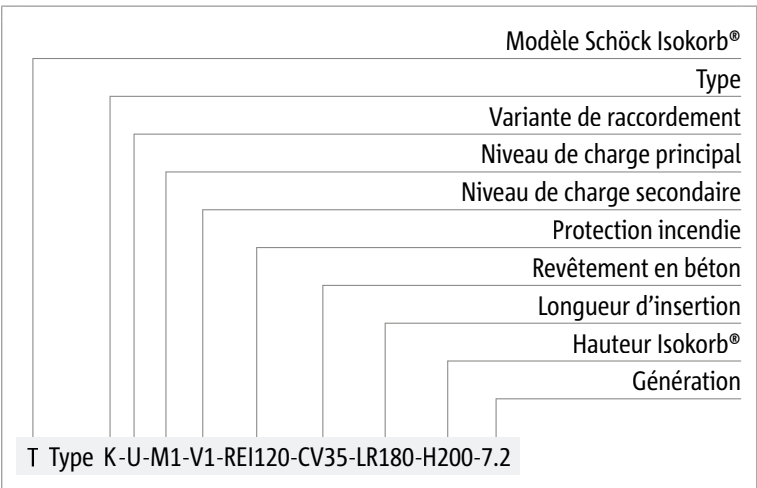 Modèle Schöck Isokorb®
Type
Variante de raccordement
Niveau de charge principal
Niveau de charge secondaire
Protection incendie
Revêtement en béton
Longueur d’insertion
Hauteur Isokorb®
Génération
T Type K-U-M1-V1-REI120-CV35-LR180-H200-7.2